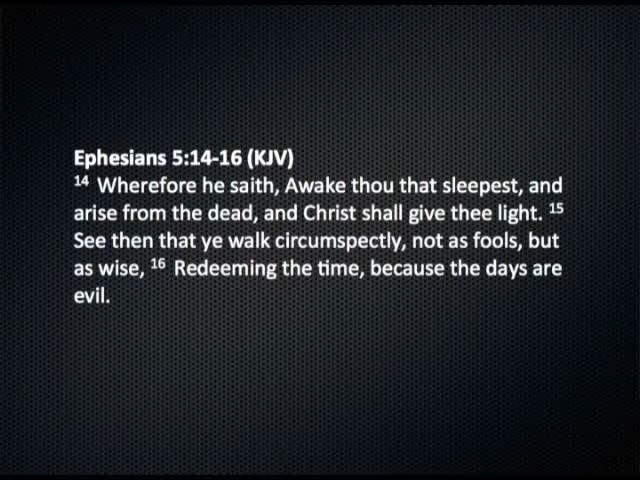 Ephesians 5:14-16 (KJV)
14 Wherefore he saith, Awake thou that sleepest, and
arise from the dead, and Christ shall give thee light. 15
See then that ye walk circumspectly, not as fools, but
as wise, 16 Redeeming the time, because the days are
evil.